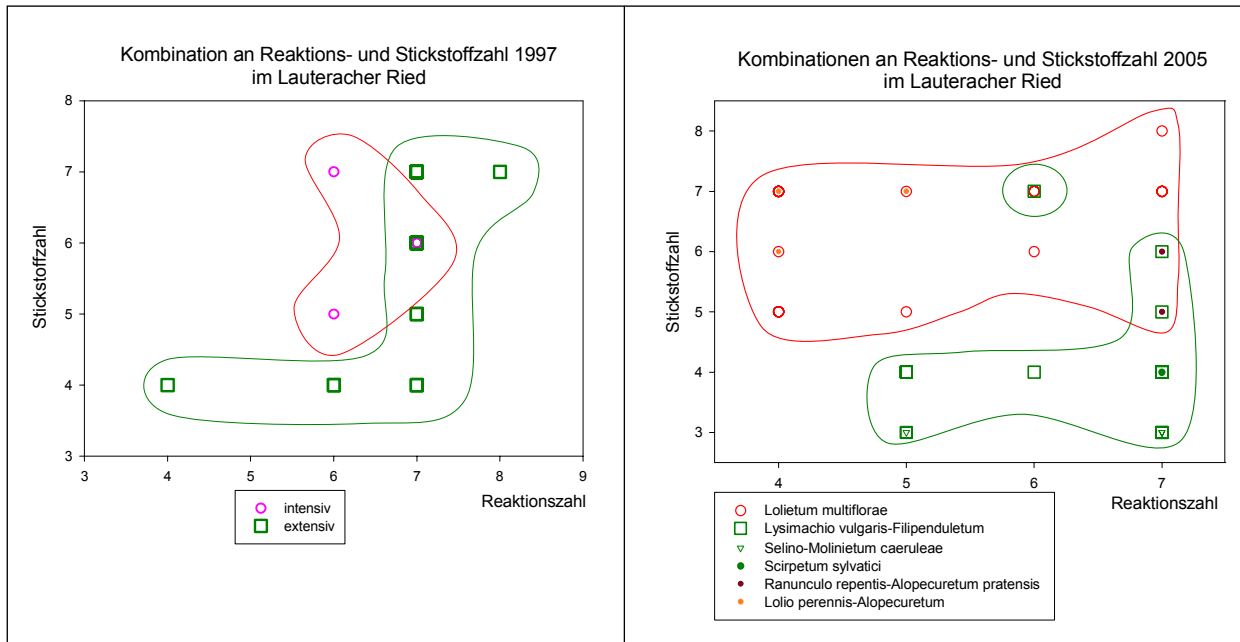 Kombination an Reaktions- und Stickstoffzahl 1997
im Lauteracher Ried
8
7
6
5
4
3
Stickstoffzahl
3 4 5 6 7 8 9
Reaktionszahl
intensiv
extensiv
Kombinationen an Reaktions- und Stickstoffzahl 2005
im Lauteracher Ried
8
7
6
5
4
3
Stickstoffzahl
4 5 6 7
Reaktionszahl
Lolietum multiflorae
Lysimachio vulgaris-Filipenduletum
Selino-Molinietum caeruleae
Scirpetum sylvatici
Ranunculo repentis-Alopecuretum pratensis
Lolio perennis-Alopecuretum